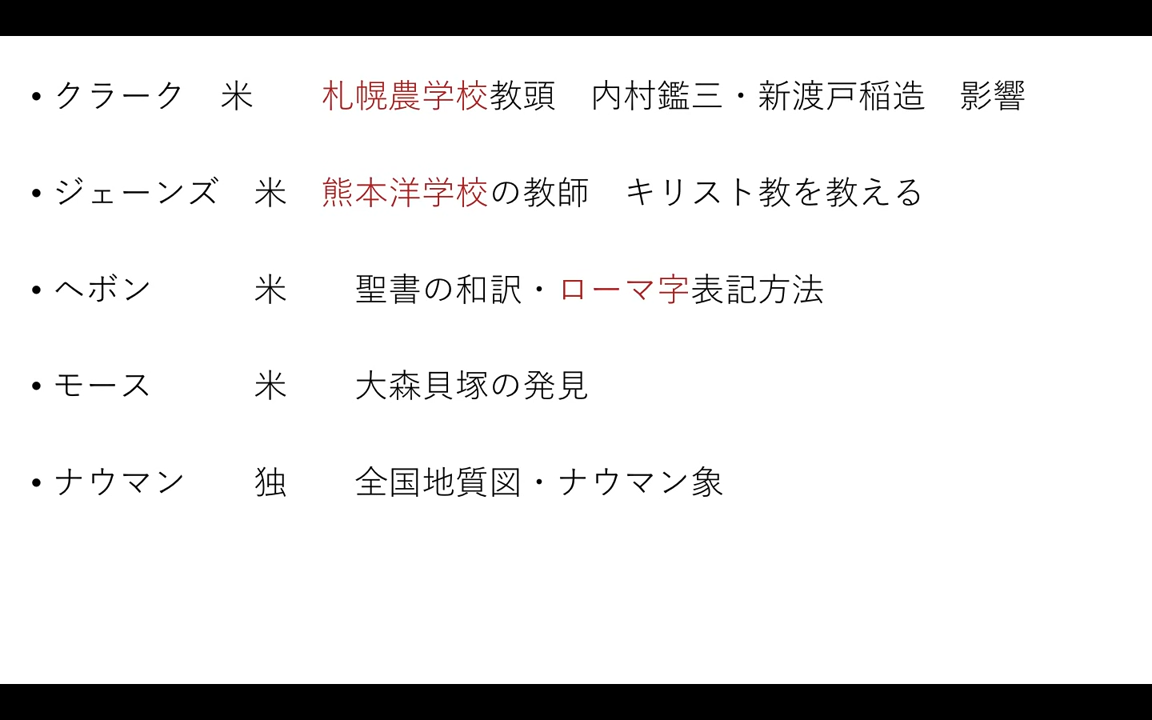 • クラーク　米　　札幌農学校教頭　内村鑑三・新渡戸稲造　影響
• ジェーンズ　米　熊本洋学校の教師　キリスト教を教える
• ヘボン　　　米　　聖書の和訳・ローマ字表記方法
• モース　　　米　　大森貝塚の発見
• ナウマン　　独　　全国地質図・ナウマン象